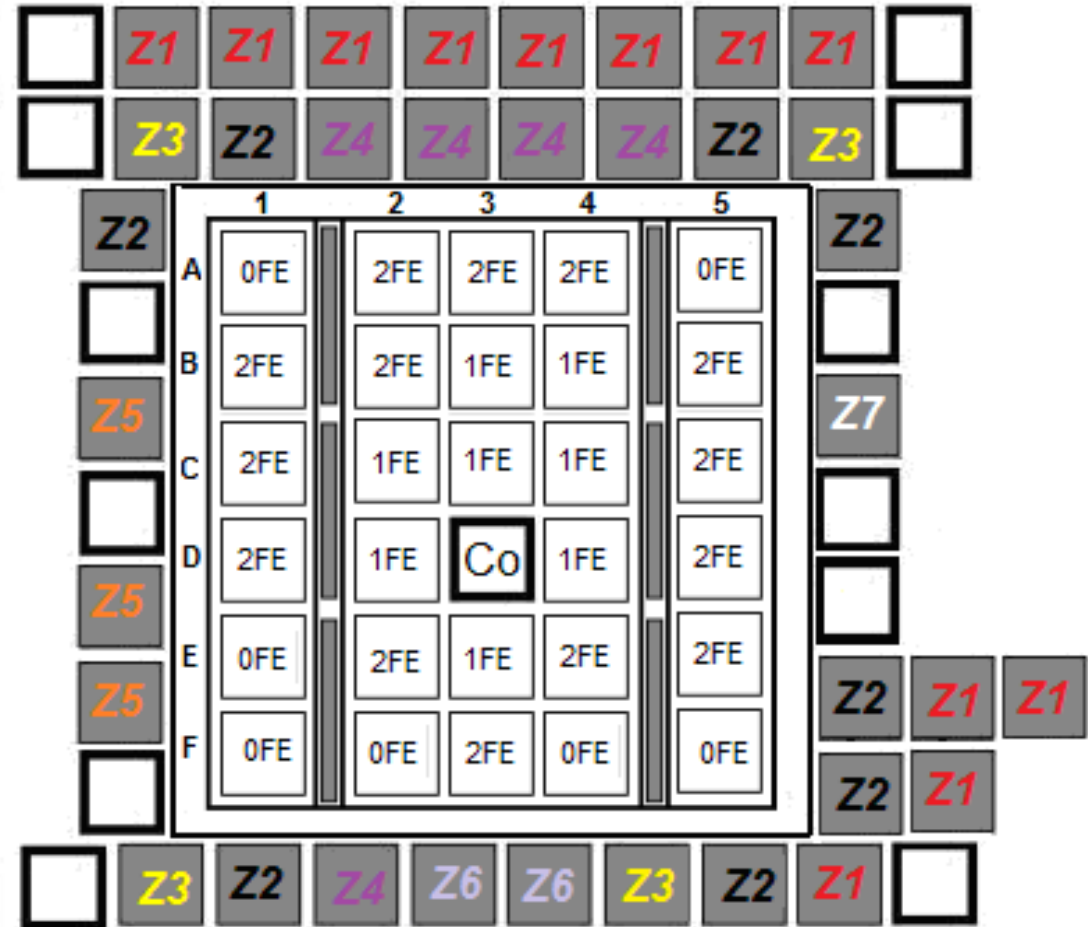 Z1 Z1 Z1 Z1 Z1 Z1 Z1 Z1
Z3 Z2 Z4 Z4 Z4 Z4 Z2 Z3
1 2 3 4 5
Z2 Z2
A 0FE 2FE 2FE 2FE 0FE
B 2FE 2FE 1FE 1FE 2FE
Z5 Z7
C 2FE 1FE 1FE 1FE 2FE
D 2FE 1FE Co 1FE 2FE
Z5
E 0FE 2FE 1FE 2FE 2FE
Z5 Z2 Z1 Z1
F 0FE 0FE 2FE 0FE 0FE
Z2 Z1
Z3 Z2 Z4 Z6 Z6 Z3 Z2 Z1